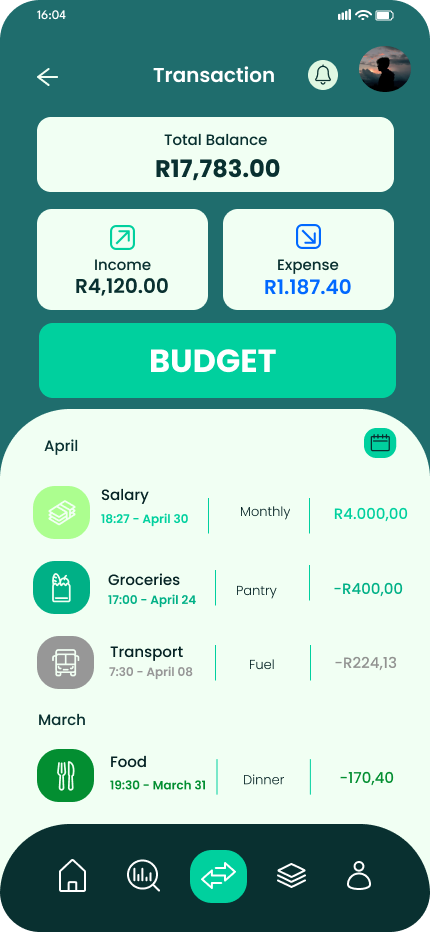 16:04
Transaction
Total Balance
R17,783.00
Income
R4,120.00
Expense
R1.187.40
BUDGET
April
Salary
18:27 - April 30
Monthly
R4.000,00
Groceries
17:00 - April 24
Pantry
-R400,00
Transport
7:30 - April 08
Fuel
-R224,13
March
Food
19:30 - March 31
Dinner
-170,40